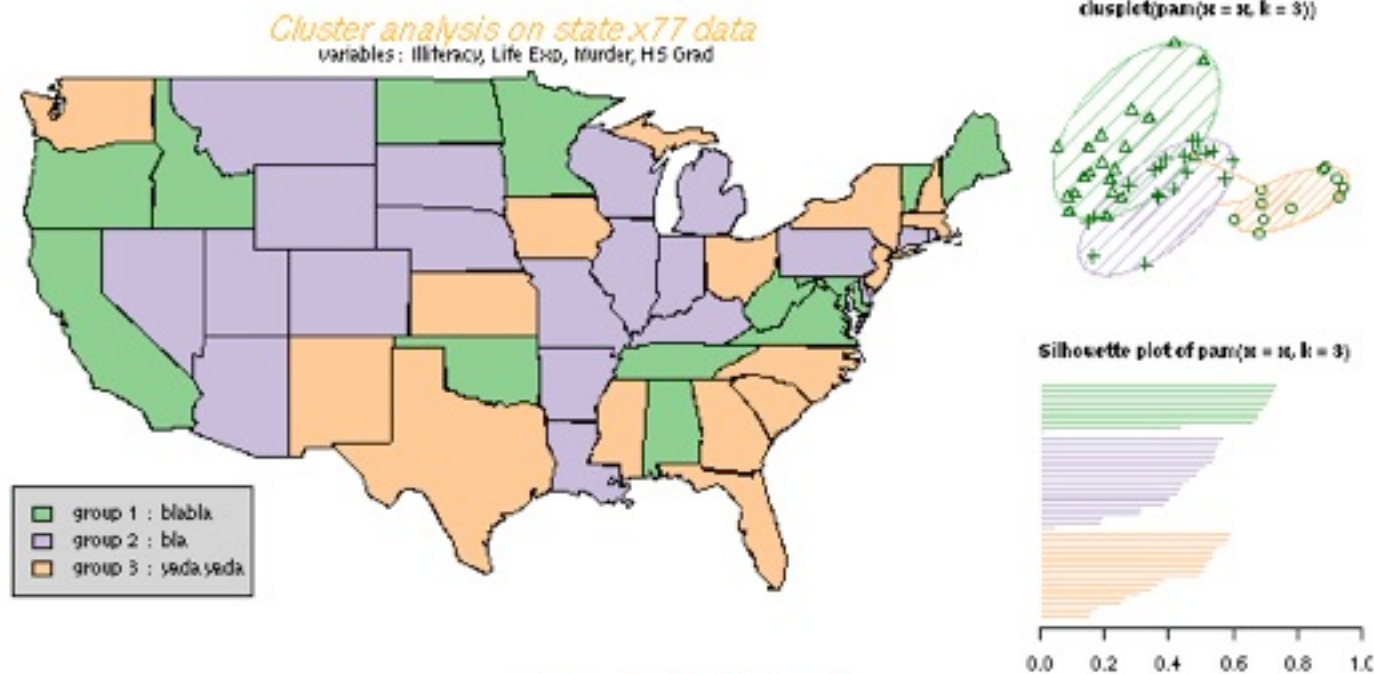 Cluster analysis on state.x77 data
variables : Illiteracy, Life Exp, Murder, HS Grad
group 1 : blabla
group 2 : bla
group 3 : yada yada
clusplot(pam(x = x, k = 3))
Silhouette plot of pam(x = x, k = 3)
0.0 0.2 0.4 0.6 0.8 1.0